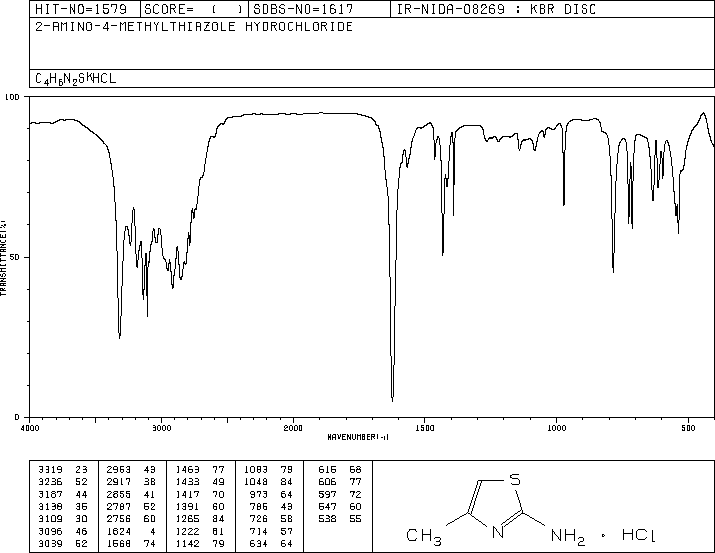 HIT-NO=1579 SCORE= ( ) SDBS-NO=1617 IR-NIDA-08269 : KBR DISC
2-AMINO-4-METHYLTHIAZOLE HYDROCHLORIDE
C4H6N2S*HCL
100
50
0
TRANSMITTANCE(%)
4000 3000 2000 1500 1000 500
WAVENUMBER(-1)
3319 23 2953 49 1463 77 1083 79 615 68
3236 52 2917 38 1433 49 1048 84 606 77
3187 44 2855 41 1417 70 973 64 597 72
3138 35 2787 62 1391 60 786 43 547 60
3109 30 2756 60 1265 84 726 58 538 55
3096 46 1624 4 1222 81 714 57
3039 52 1568 74 1142 79 634 64
S
CH3 N NH2 · HCl